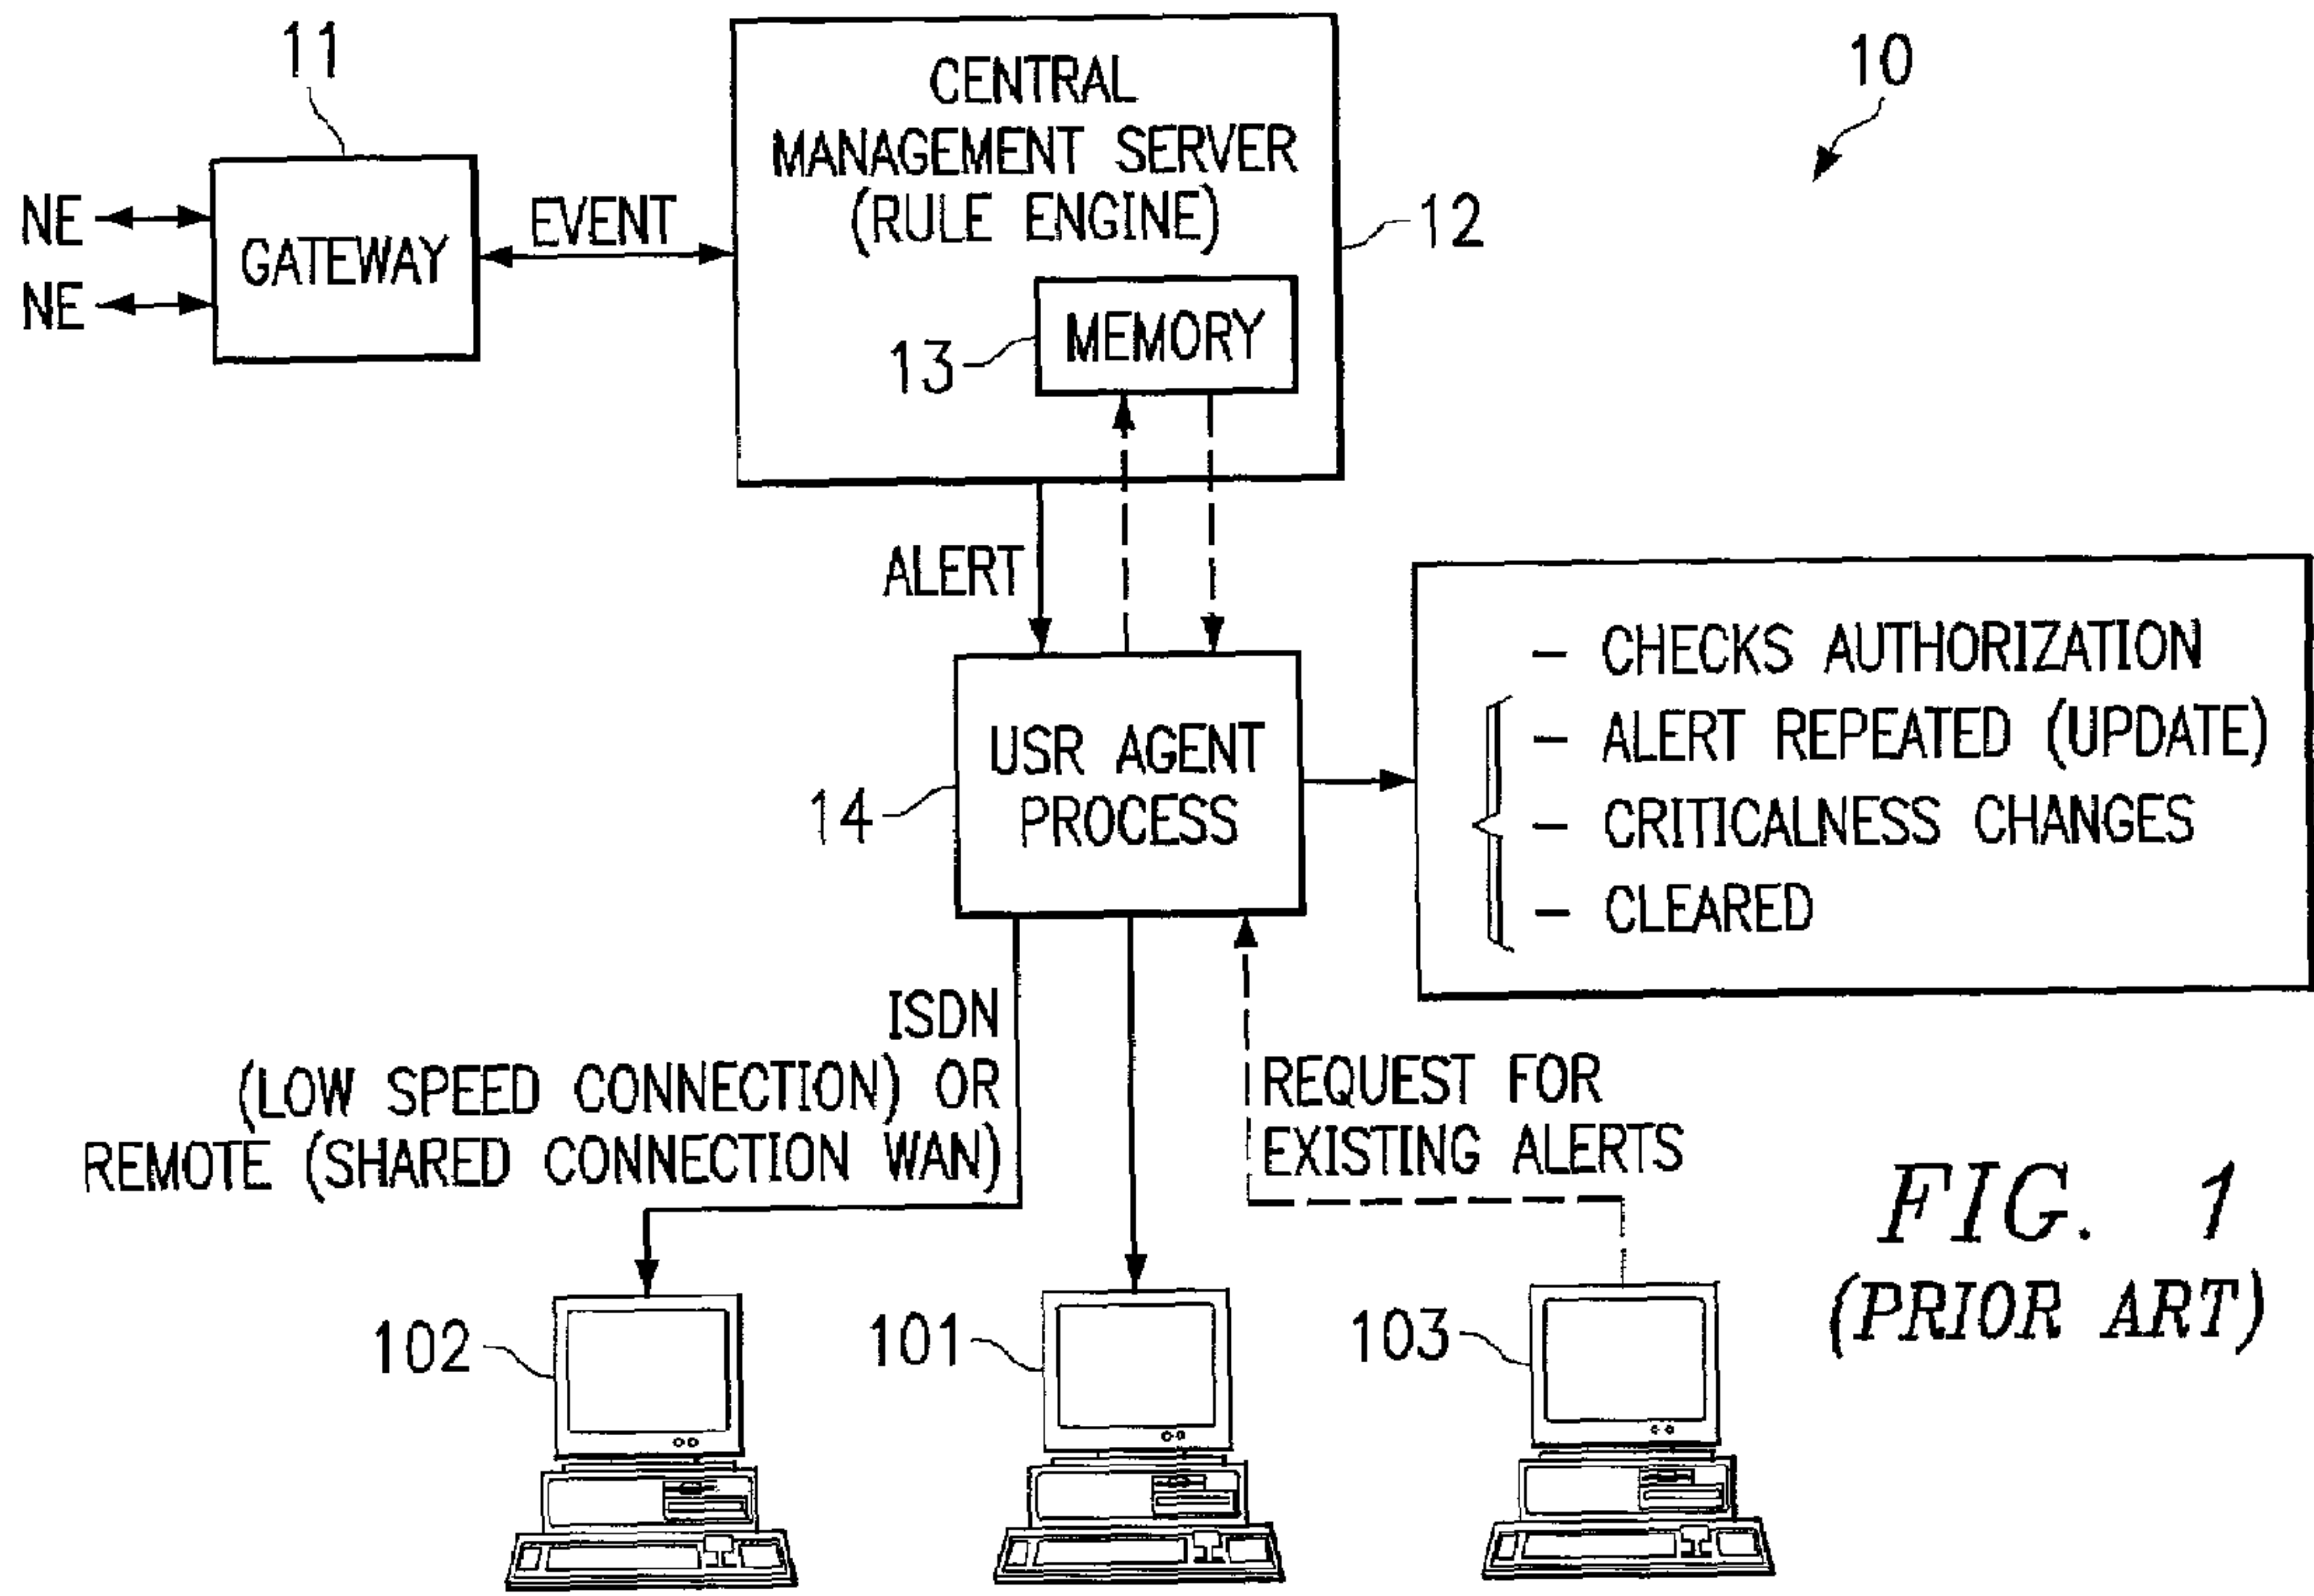 11
10
CENTRAL
MANAGEMENT SERVER
(RULE ENGINE)
12
NE
NE
GATEWAY
EVENT
MEMORY
13
ALERT
USR AGENT
PROCESS
14
- CHECKS AUTHORIZATION
- ALERT REPEATED (UPDATE)
- CRITICALNESS CHANGES
- CLEARED
ISDN
(LOW SPEED CONNECTION) OR
REMOTE (SHARED CONNECTION WAN)
REQUEST FOR
EXISTING ALERTS
102
101
103
FIG. 1
(PRIOR ART)